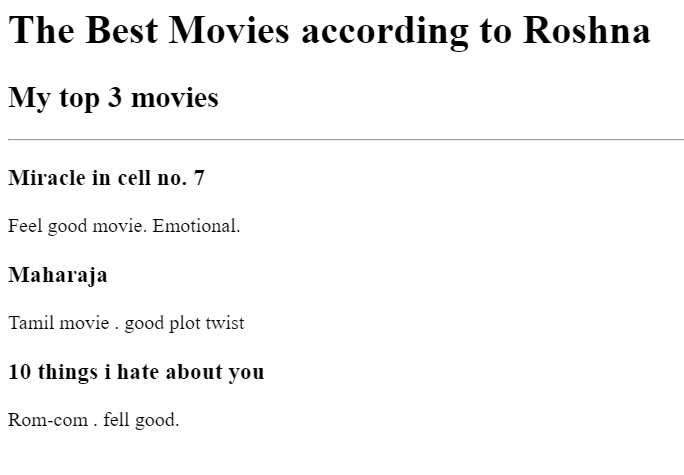 The Best Movies according to Roshna
My top 3 movies
Miracle in cell no. 7
Feel good movie. Emotional.
Maharaja
Tamil movie . good plot twist
10 things i hate about you
Rom-com . fell good.